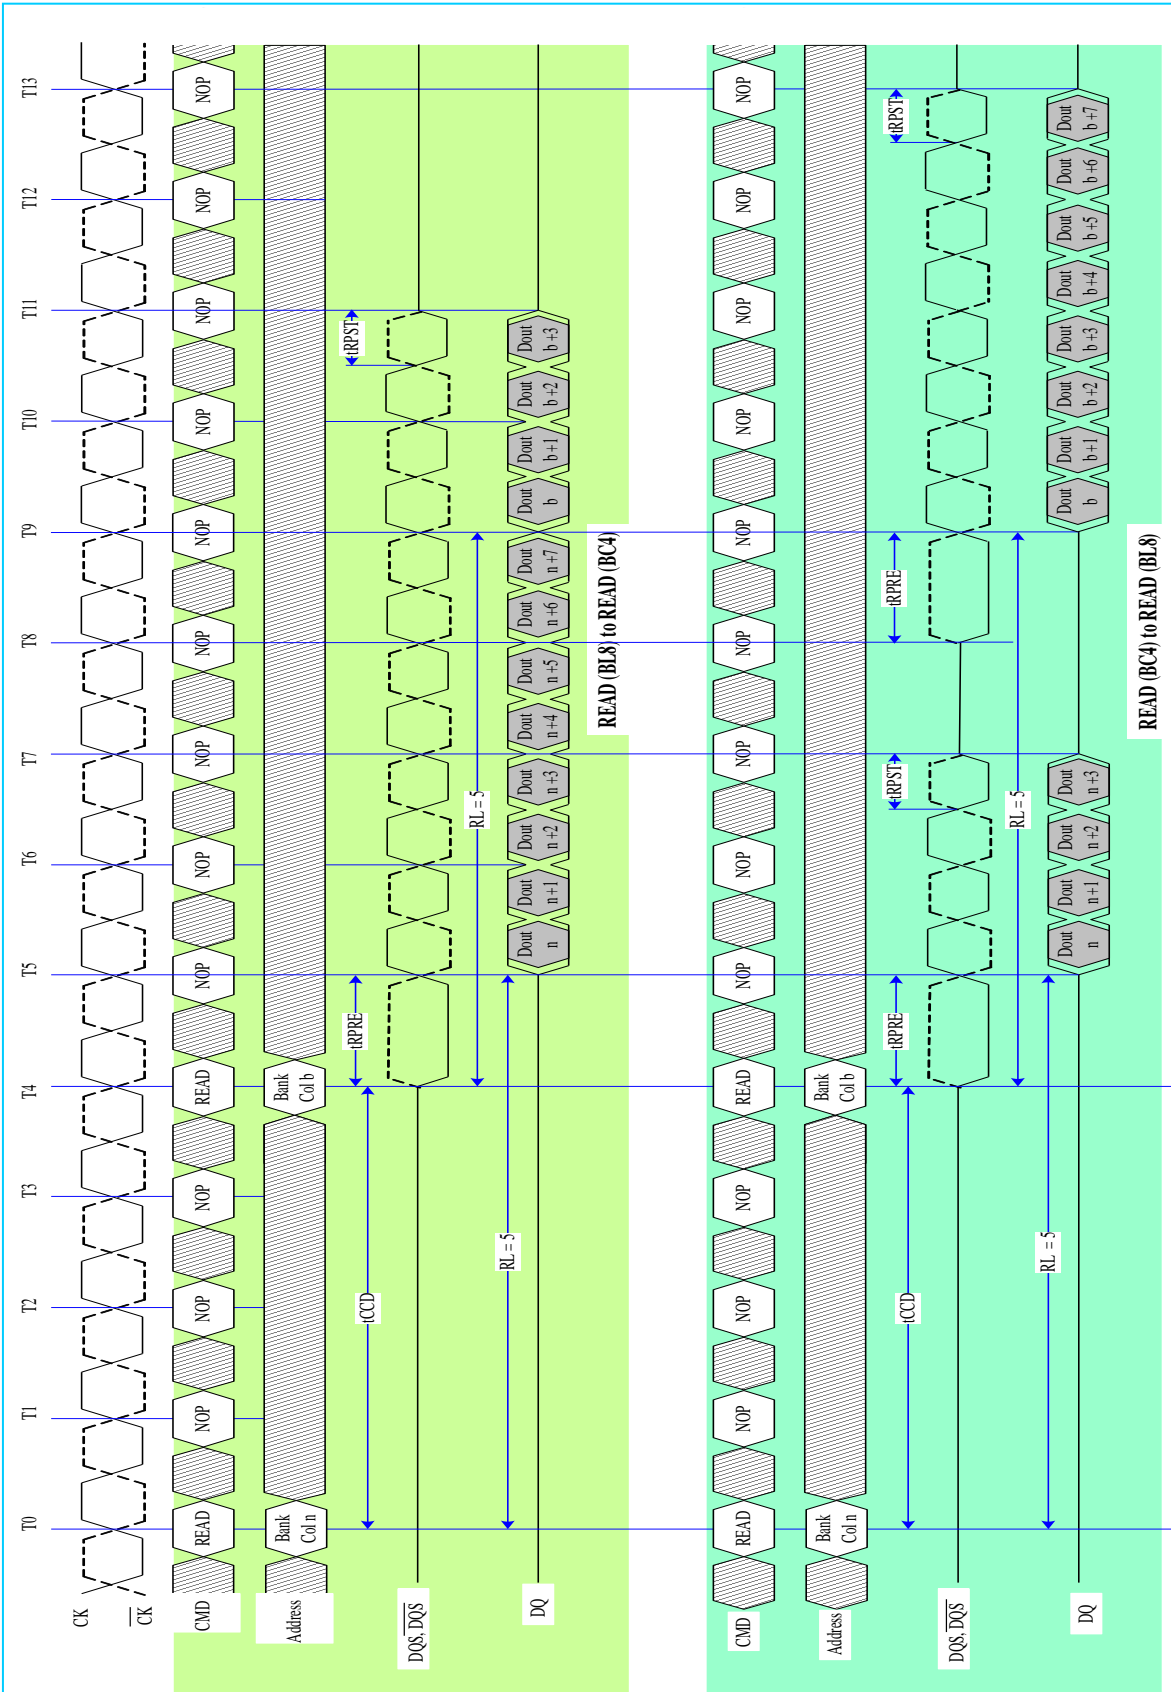 T0 T1 T2 T3 T4 T5 T6 T7 T8 T9 T10 T11 T12 T13
CK
CK
CMD READ NOP NOP NOP READ NOP NOP NOP NOP NOP NOP NOP NOP NOP
Address Bank Col n Bank Col b
tRPRE tRPST
tCCD
DQS, DQS
RL = 5
RL = 5
DQ Dout n Dout n+1 Dout n+2 Dout n+3 Dout n+4 Dout n+5 Dout n+6 Dout n+7 Dout b Dout b+1 Dout b+2 Dout b+3
READ (BL8) to READ (BC4)
CMD READ NOP NOP NOP READ NOP NOP NOP NOP NOP NOP NOP NOP NOP
Address Bank Col n Bank Col b
tCCD tRPRE tRPST tRPRE tRPST
DQS, DQS
RL = 5
RL = 5
DQ Dout n Dout n+1 Dout n+2 Dout n+3 Dout b Dout b+1 Dout b+2 Dout b+3 Dout b+4 Dout b+5 Dout b+6 Dout b+7
READ (BC4) to READ (BL8)